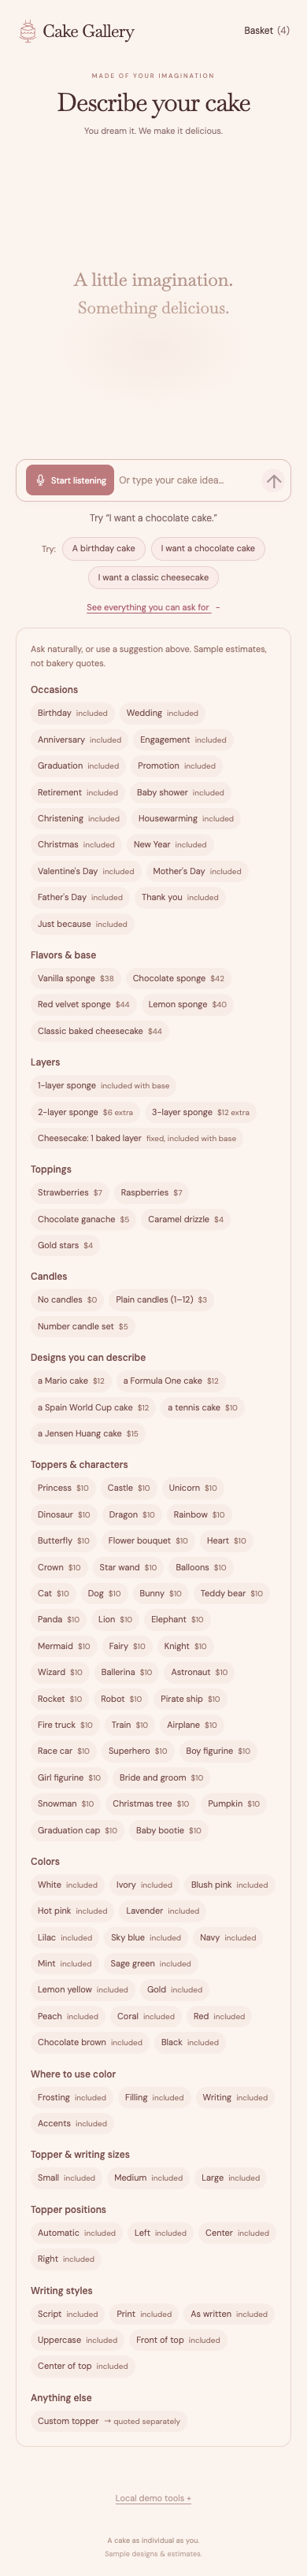 Cake Gallery
Basket (4)
MADE OF YOUR IMAGINATION
Describe your cake
You dream it. We make it delicious.
A little imagination.
Something delicious.
Start listening Or type your cake idea...
Try “I want a chocolate cake.”
Try: A birthday cake I want a chocolate cake
I want a classic cheesecake
See everything you can ask for −
Ask naturally, or use a suggestion above. Sample estimates,
not bakery quotes.
Occasions
Birthday included Wedding included
Anniversary included Engagement included
Graduation included Promotion included
Retirement included Baby shower included
Christening included Housewarming included
Christmas included New Year included
Valentine's Day included Mother's Day included
Father's Day included Thank you included
Just because included
Flavors & base
Vanilla sponge $38 Chocolate sponge $42
Red velvet sponge $44 Lemon sponge $40
Classic baked cheesecake $44
Layers
1-layer sponge included with base
2-layer sponge $6 extra 3-layer sponge $12 extra
Cheesecake: 1 baked layer fixed, included with base
Toppings
Strawberries $7 Raspberries $7
Chocolate ganache $5 Caramel drizzle $4
Gold stars $4
Candles
No candles $0 Plain candles (1–12) $3
Number candle set $5
Designs you can describe
a Mario cake $12 a Formula One cake $12
a Spain World Cup cake $12 a tennis cake $10
a Jensen Huang cake $15
Toppers & characters
Princess $10 Castle $10 Unicorn $10
Dinosaur $10 Dragon $10 Rainbow $10
Butterfly $10 Flower bouquet $10 Heart $10
Crown $10 Star wand $10 Balloons $10
Cat $10 Dog $10 Bunny $10 Teddy bear $10
Panda $10 Lion $10 Elephant $10
Mermaid $10 Fairy $10 Knight $10
Wizard $10 Ballerina $10 Astronaut $10
Rocket $10 Robot $10 Pirate ship $10
Fire truck $10 Train $10 Airplane $10
Race car $10 Superhero $10 Boy figurine $10
Girl figurine $10 Bride and groom $10
Snowman $10 Christmas tree $10 Pumpkin $10
Graduation cap $10 Baby bootie $10
Colors
White included Ivory included Blush pink included
Hot pink included Lavender included
Lilac included Sky blue included Navy included
Mint included Sage green included
Lemon yellow included Gold included
Peach included Coral included Red included
Chocolate brown included Black included
Where to use color
Frosting included Filling included Writing included
Accents included
Topper & writing sizes
Small included Medium included Large included
Topper positions
Automatic included Left included Center included
Right included
Writing styles
Script included Print included As written included
Uppercase included Front of top included
Center of top included
Anything else
Custom topper → quoted separately
Local demo tools +
A cake as individual as you.
Sample designs & estimates.